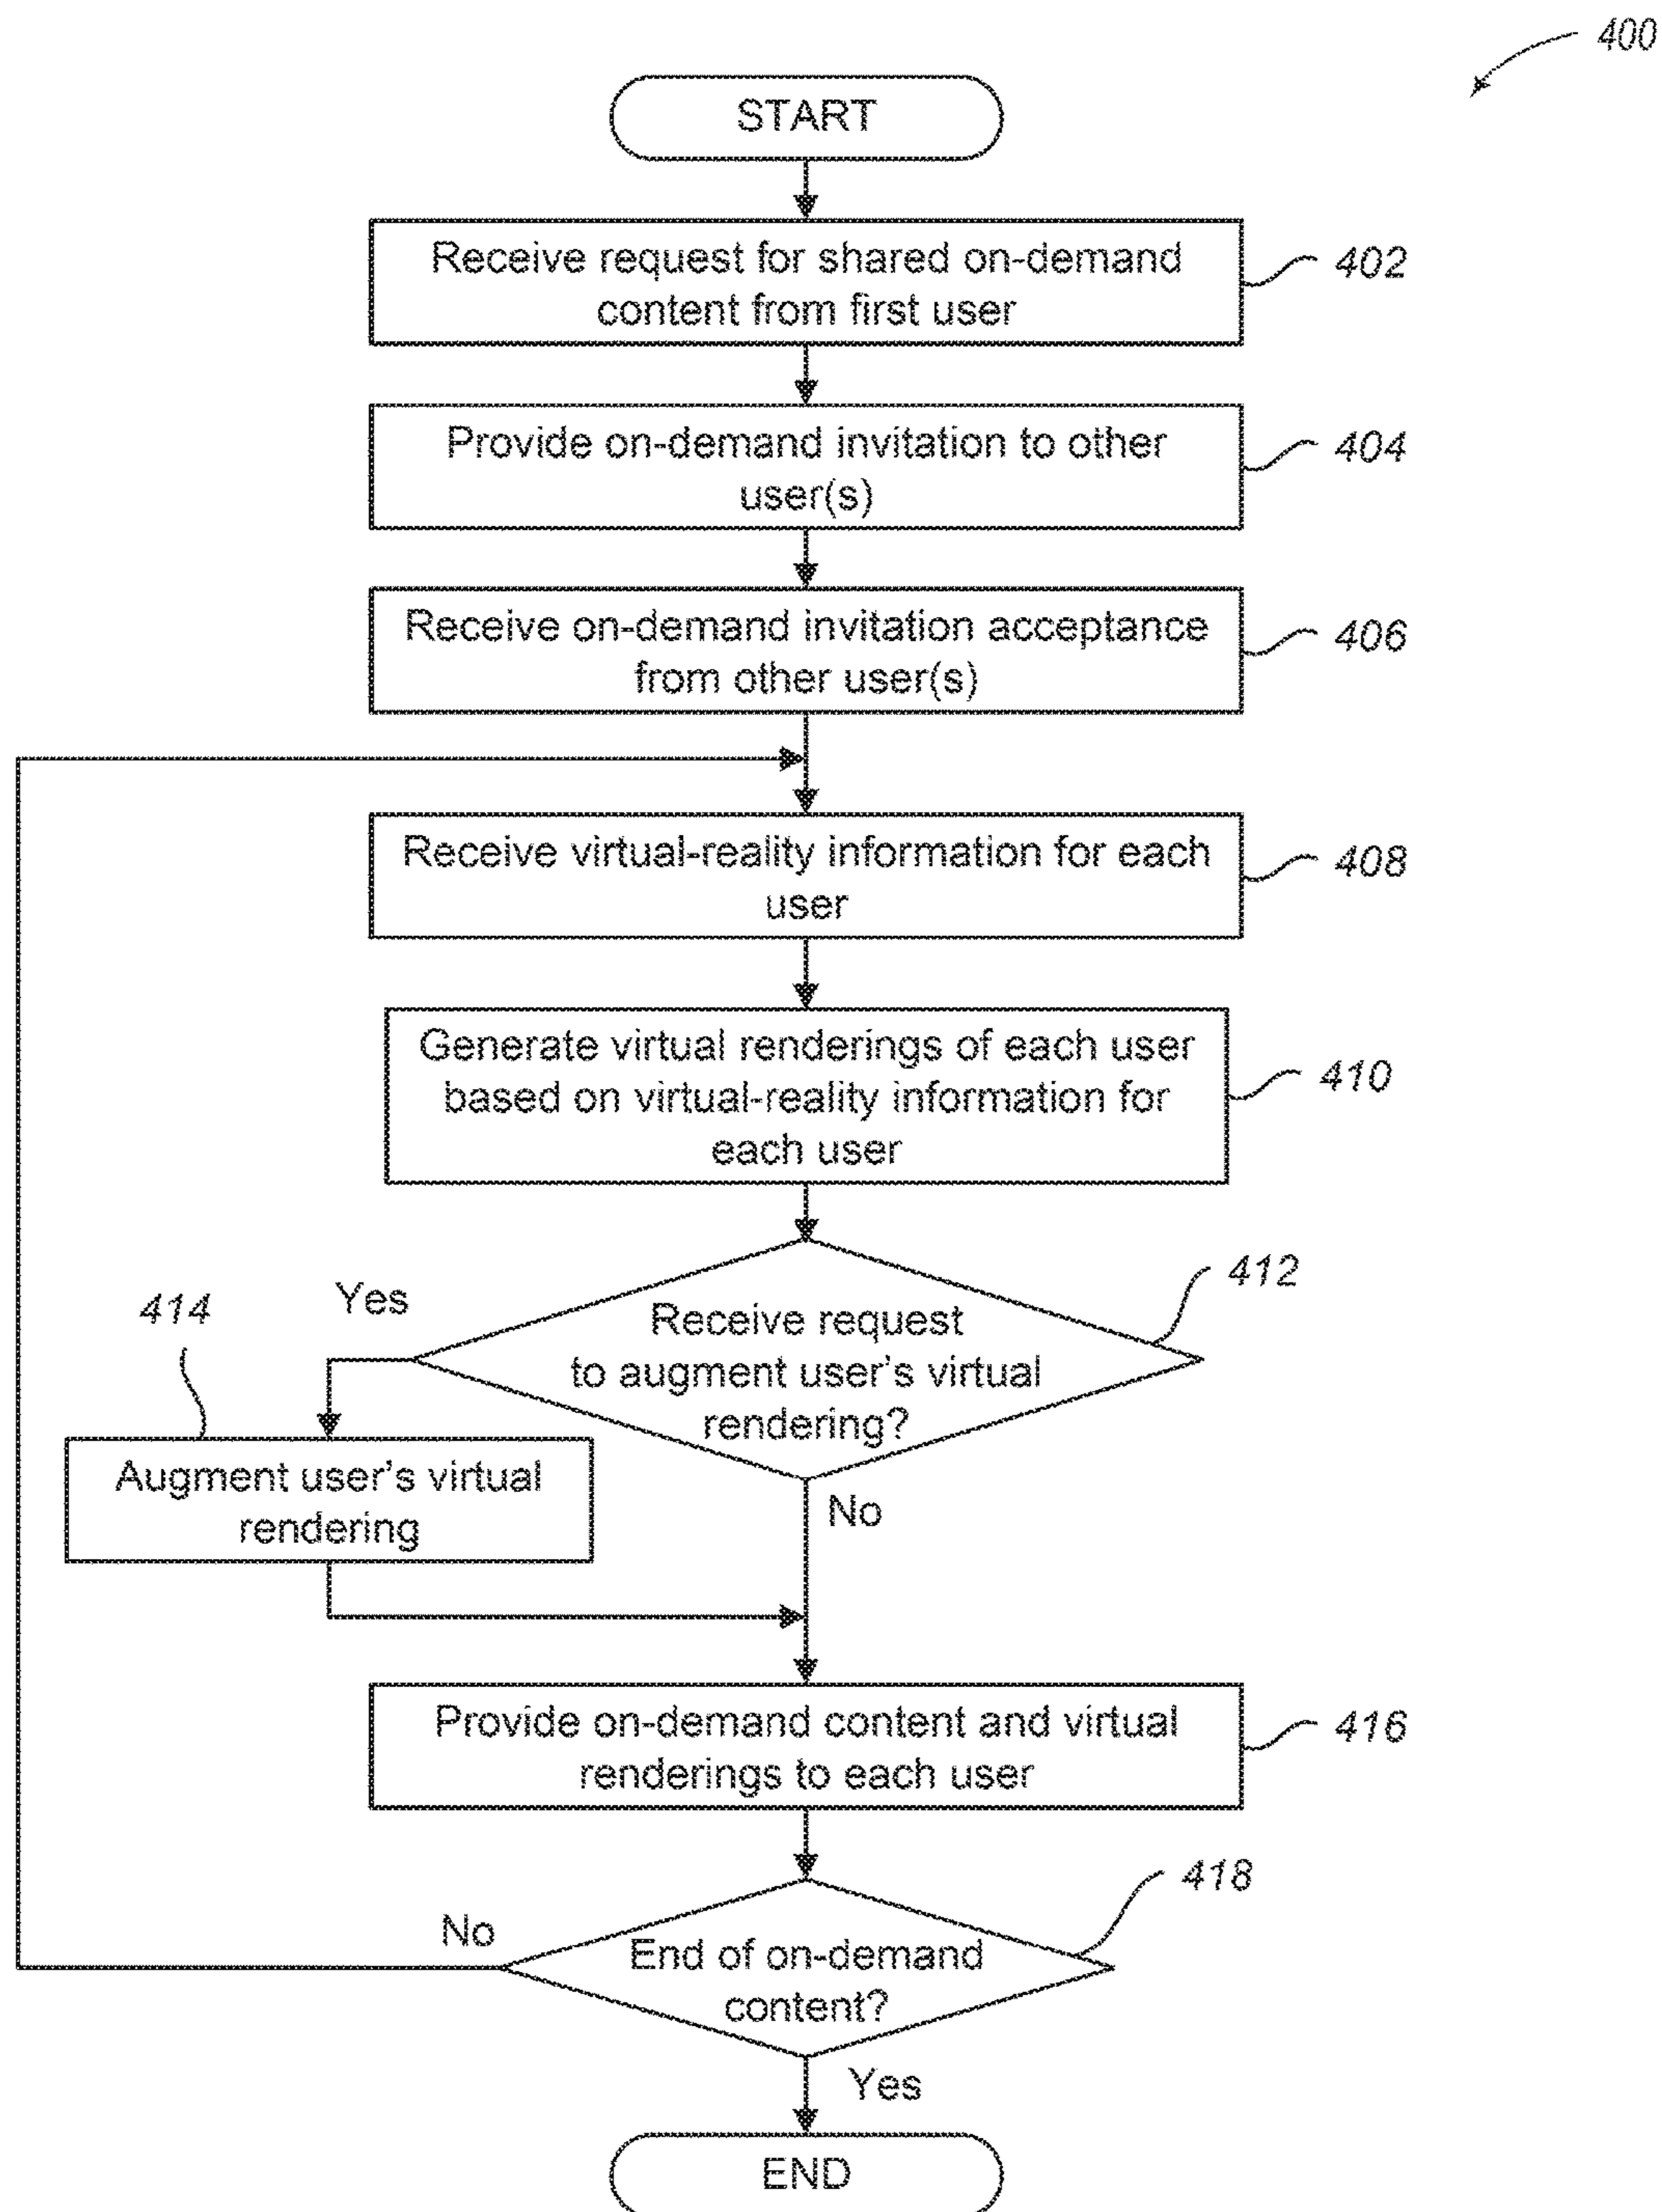 400
START
Receive request for shared on-demand
content from first user
402
Provide on-demand invitation to other
user(s)
404
Receive on-demand invitation acceptance
from other user(s)
406
Receive virtual-reality information for each
user
408
Generate virtual renderings of each user
based on virtual-reality information for
each user
410
412
Yes
414
Receive request
to augment user's virtual
rendering?
Augment user's virtual
rendering
No
Provide on-demand content and virtual
renderings to each user
416
418
No
End of on-demand
content?
Yes
END